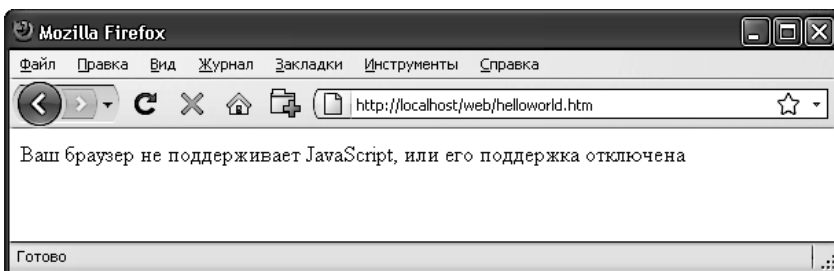 Mozilla Firefox
Файл Правка Вид Журнал Закладки Инструменты Справка
http://localhost/web/helloworld.htm
Ваш браузер не поддерживает JavaScript, или его поддержка отключена
Готово